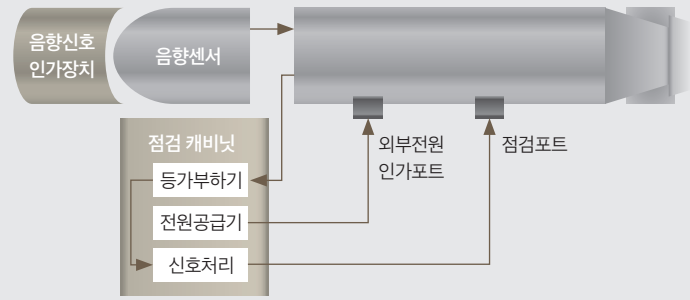 음향신호
인가장치
음향센서
외부전원
인가포트
점검포트
점검 캐비닛
등가부하기
전원공급기
신호처리